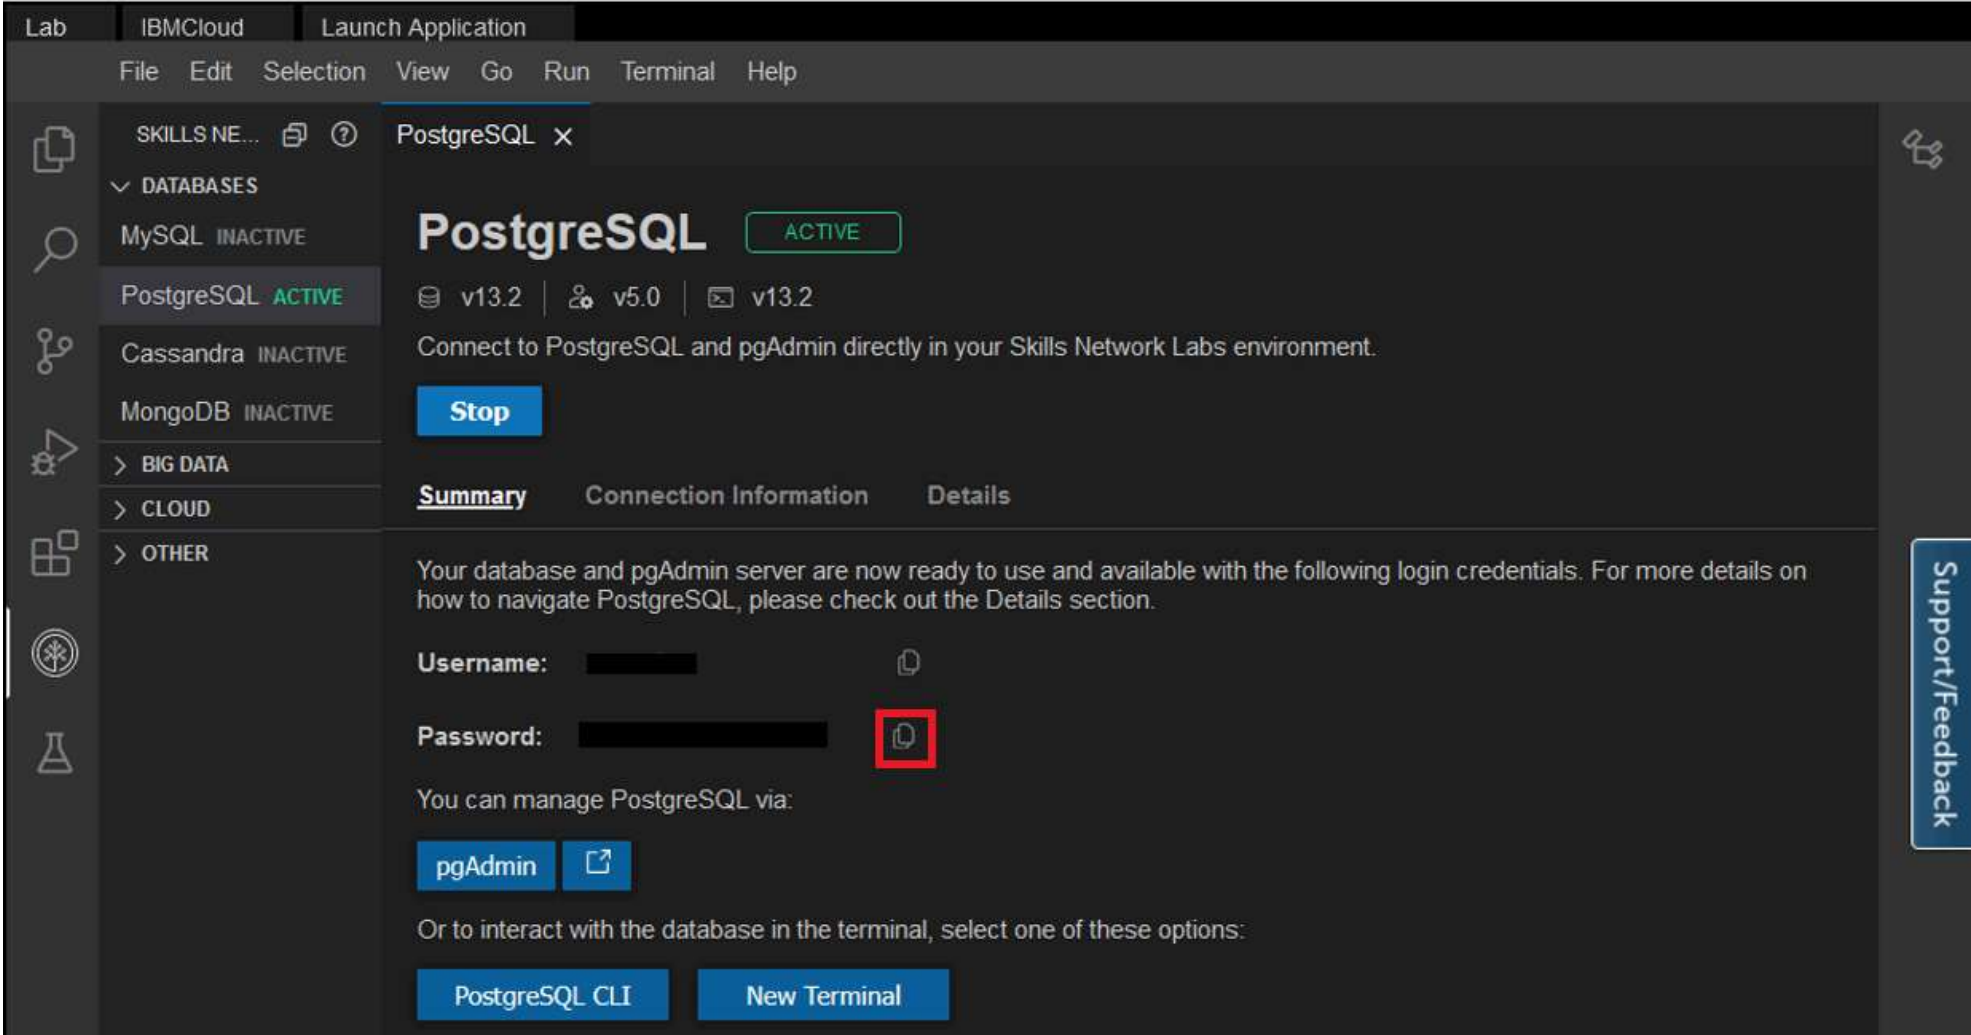 Lab IBMCloud Launch Application
File Edit Selection View Go Run Terminal Help
SKILLS NE...
PostgreSQL
DATABASES
MySQL INACTIVE
PostgreSQL ACTIVE
Cassandra INACTIVE
MongoDB INACTIVE
BIG DATA
CLOUD
OTHER
PostgreSQL ACTIVE
v13.2 v5.0 v13.2
Connect to PostgreSQL and pgAdmin directly in your Skills Network Labs environment.
Stop
Summary Connection Information Details
Your database and pgAdmin server are now ready to use and available with the following login credentials. For more details on
how to navigate PostgreSQL, please check out the Details section.
Username:
Password:
You can manage PostgreSQL via:
pgAdmin
Or to interact with the database in the terminal, select one of these options:
PostgreSQL CLI New Terminal
Support/Feedback